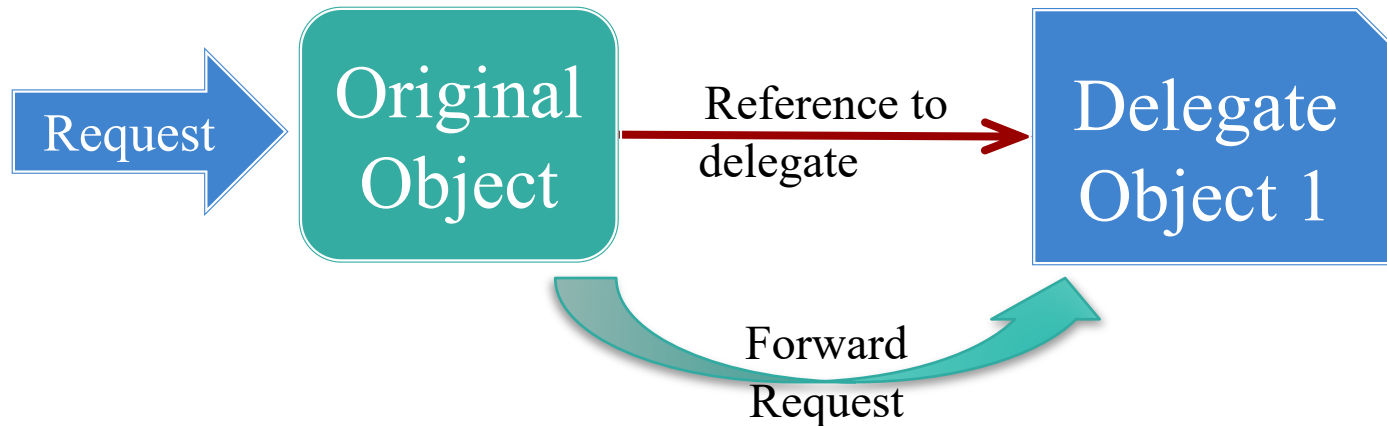 Request
Original
Object
Reference to
delegate
Delegate
Object 1
Forward
Request